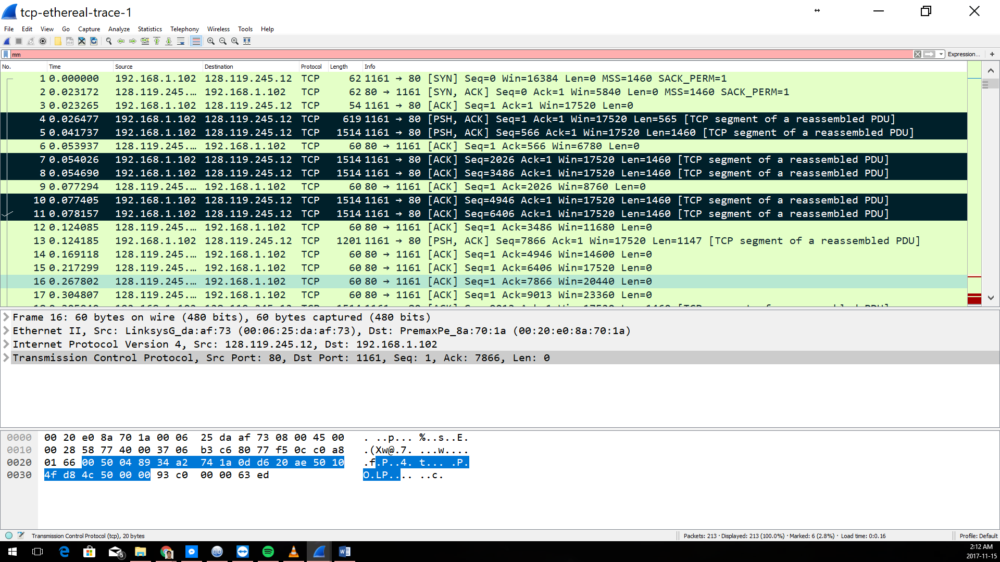 tcp-ethereal-trace-1
File Edit View Go Capture Analyze Statistics Telephony Wireless Tools Help
mm Expression... +
No. Time Source Destination Protocol Length Info
1 0.000000 192.168.1.102 128.119.245.12 TCP 62 1161 → 80 [SYN] Seq=0 Win=16384 Len=0 MSS=1460 SACK_PERM=1
2 0.023172 128.119.245.… 192.168.1.102 TCP 62 80 → 1161 [SYN, ACK] Seq=0 Ack=1 Win=5840 Len=0 MSS=1460 SACK_PERM=1
3 0.023265 192.168.1.102 128.119.245.12 TCP 54 1161 → 80 [ACK] Seq=1 Ack=1 Win=17520 Len=0
4 0.026477 192.168.1.102 128.119.245.12 TCP 619 1161 → 80 [PSH, ACK] Seq=1 Ack=1 Win=17520 Len=565 [TCP segment of a reassembled PDU]
5 0.041737 192.168.1.102 128.119.245.12 TCP 1514 1161 → 80 [PSH, ACK] Seq=566 Ack=1 Win=17520 Len=1460 [TCP segment of a reassembled PDU]
6 0.053937 128.119.245.… 192.168.1.102 TCP 60 80 → 1161 [ACK] Seq=1 Ack=566 Win=6780 Len=0
7 0.054026 192.168.1.102 128.119.245.12 TCP 1514 1161 → 80 [ACK] Seq=2026 Ack=1 Win=17520 Len=1460 [TCP segment of a reassembled PDU]
8 0.054690 192.168.1.102 128.119.245.12 TCP 1514 1161 → 80 [ACK] Seq=3486 Ack=1 Win=17520 Len=1460 [TCP segment of a reassembled PDU]
9 0.077294 128.119.245.… 192.168.1.102 TCP 60 80 → 1161 [ACK] Seq=1 Ack=2026 Win=8760 Len=0
10 0.077405 192.168.1.102 128.119.245.12 TCP 1514 1161 → 80 [ACK] Seq=4946 Ack=1 Win=17520 Len=1460 [TCP segment of a reassembled PDU]
11 0.078157 192.168.1.102 128.119.245.12 TCP 1514 1161 → 80 [ACK] Seq=6406 Ack=1 Win=17520 Len=1460 [TCP segment of a reassembled PDU]
12 0.124085 128.119.245.… 192.168.1.102 TCP 60 80 → 1161 [ACK] Seq=1 Ack=3486 Win=11680 Len=0
13 0.124185 192.168.1.102 128.119.245.12 TCP 1201 1161 → 80 [PSH, ACK] Seq=7866 Ack=1 Win=17520 Len=1147 [TCP segment of a reassembled PDU]
14 0.169118 128.119.245.… 192.168.1.102 TCP 60 80 → 1161 [ACK] Seq=1 Ack=4946 Win=14600 Len=0
15 0.217299 128.119.245.… 192.168.1.102 TCP 60 80 → 1161 [ACK] Seq=1 Ack=6406 Win=17520 Len=0
16 0.267802 128.119.245.… 192.168.1.102 TCP 60 80 → 1161 [ACK] Seq=1 Ack=7866 Win=20440 Len=0
17 0.304807 128.119.245.… 192.168.1.102 TCP 60 80 → 1161 [ACK] Seq=1 Ack=9013 Win=23360 Len=0
Frame 16: 60 bytes on wire (480 bits), 60 bytes captured (480 bits)
Ethernet II, Src: LinksysG_da:af:73 (00:06:25:da:af:73), Dst: PremaxPe_8a:70:1a (00:20:e0:8a:70:1a)
Internet Protocol Version 4, Src: 128.119.245.12, Dst: 192.168.1.102
Transmission Control Protocol, Src Port: 80, Dst Port: 1161, Seq: 1, Ack: 7866, Len: 0
0000 00 20 e0 8a 70 1a 00 06 25 da af 73 08 00 45 00 . ..p... %..s..E.
0010 00 28 58 77 40 00 37 06 b3 c6 80 77 f5 0c c0 a8 .(Xw@.7. ...w....
0020 01 66 00 50 04 89 34 a2 74 1a 0d d6 20 ae 50 10 .f.P..4. t... .P.
0030 4f d8 4c 50 00 00 93 c0 00 00 63 ed O.LP.... ..c.
Transmission Control Protocol (tcp), 20 bytes Packets: 213 · Displayed: 213 (100.0%) · Marked: 6 (2.8%) · Load time: 0:0.16 Profile: Default
5
2:12 AM
2017-11-15